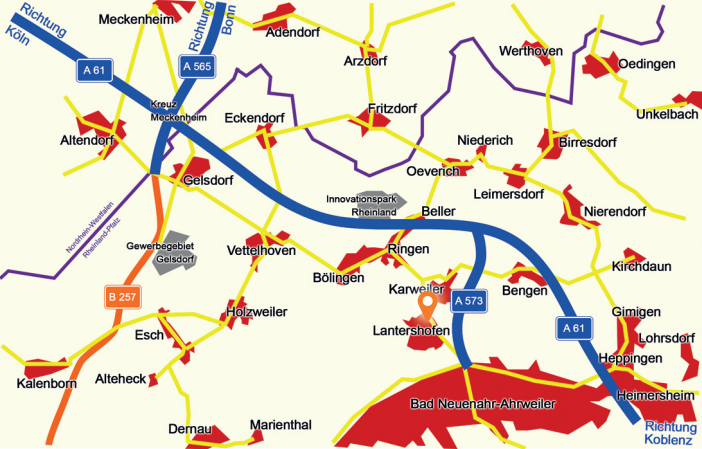 Richtung
Köln
Meckenheim
Richtung
Bonn
Adendorf
Arzdorf
Werthoven
Oedingen
A 61
A 565
Unkelbach
Kreuz
Meckenheim
Eckendorf
Fritzdorf
Altendorf
Niederich
Birresdorf
Gelsdorf
Oeverich
Leimersdorf
Innovationspark
Rheinland
Beller
Nierendorf
Nordrhein-Westfalen
Rheinland-Pfalz
Gewerbegebiet
Gelsdorf
Vettelhoven
Ringen
Bölingen
Kirchdaun
Karweiler
Bengen
B 257
A 573
Holzweiler
Lantershofen
Gimigen
A 61
Esch
Lohrsdorf
Heppingen
Kalenborn
Alteheck
Heimersheim
Bad Neuenahr-Ahrweiler
Dernau
Marienthal
Richtung
Koblenz